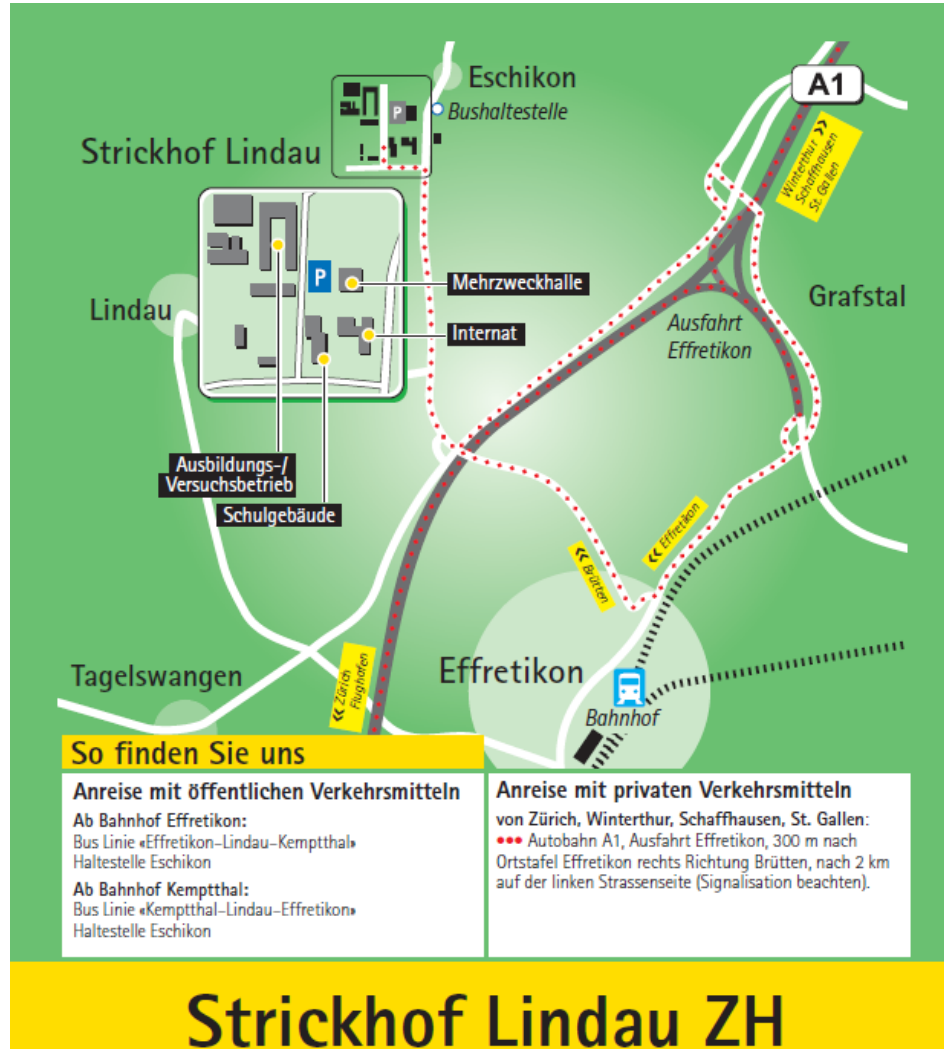 Eschikon
A1
Bushaltestelle
P
Strickhof Lindau
Winterthur >>
Schaffhausen
St. Gallen
P
Mehrzweckhalle
Grafstal
Lindau
Internat
Ausfahrt
Effretikon
Ausbildungs-/
Versuchsbetrieb
Schulgebäude
<< Effretikon
<< Brütten
Effretikon
<< Zürich
Flughafen
Tagelswangen
Bahnhof
So finden Sie uns
Anreise mit öffentlichen Verkehrsmitteln
Ab Bahnhof Effretikon:
Bus Linie «Effretikon–Lindau–Kemptthal»
Haltestelle Eschikon
Ab Bahnhof Kemptthal:
Bus Linie «Kemptthal–Lindau–Effretikon»
Haltestelle Eschikon
Anreise mit privaten Verkehrsmitteln
von Zürich, Winterthur, Schaffhausen, St. Gallen:
••• Autobahn A1, Ausfahrt Effretikon, 300 m nach
Ortstafel Effretikon rechts Richtung Brütten, nach 2 km
auf der linken Strassenseite (Signalisation beachten).
Strickhof Lindau ZH